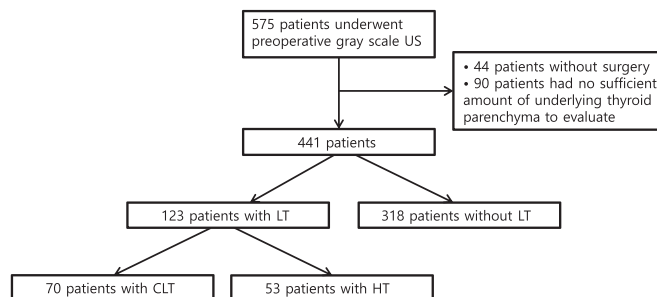 575 patients underwent
preoperative gray scale US
• 44 patients without surgery
• 90 patients had no sufficient
amount of underlying thyroid
parenchyma to evaluate
441 patients
123 patients with LT
318 patients without LT
70 patients with CLT
53 patients with HT